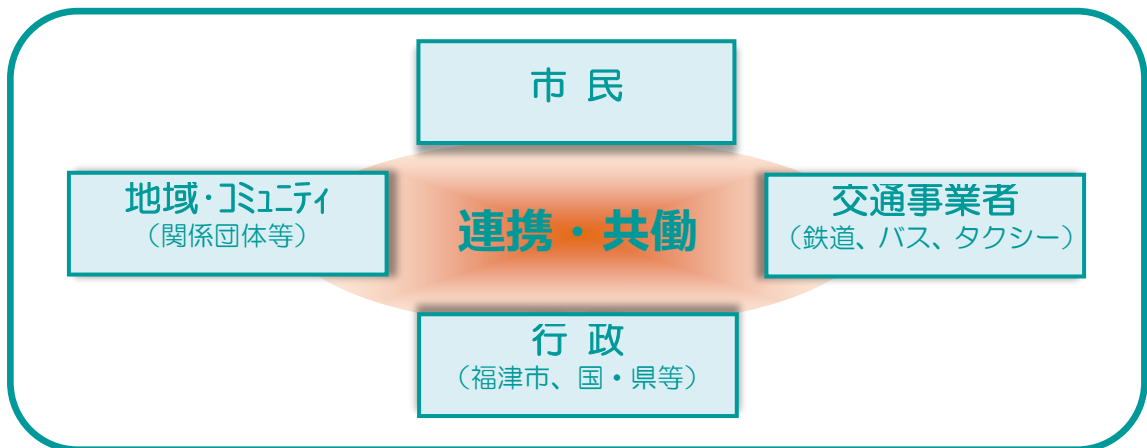 市 民
地域・コミュニティ
（関係団体等）
連携・共働
交通事業者
（鉄道、バス、タクシー）
行 政
（福津市、国・県等）